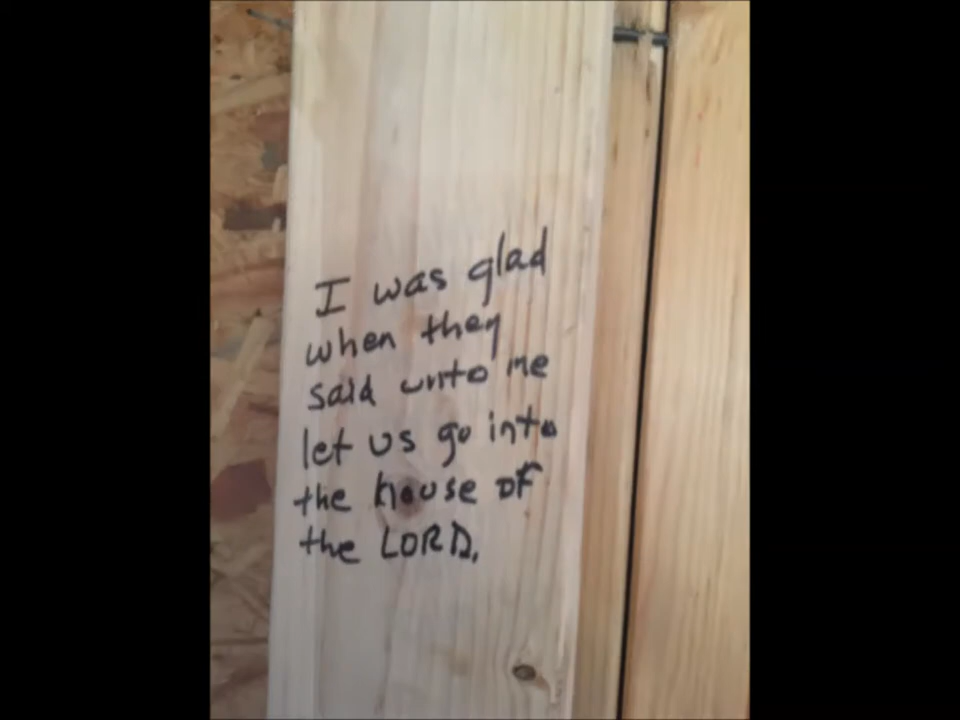 I was glad
when they
said unto me
let us go into
the house of
the LORD.